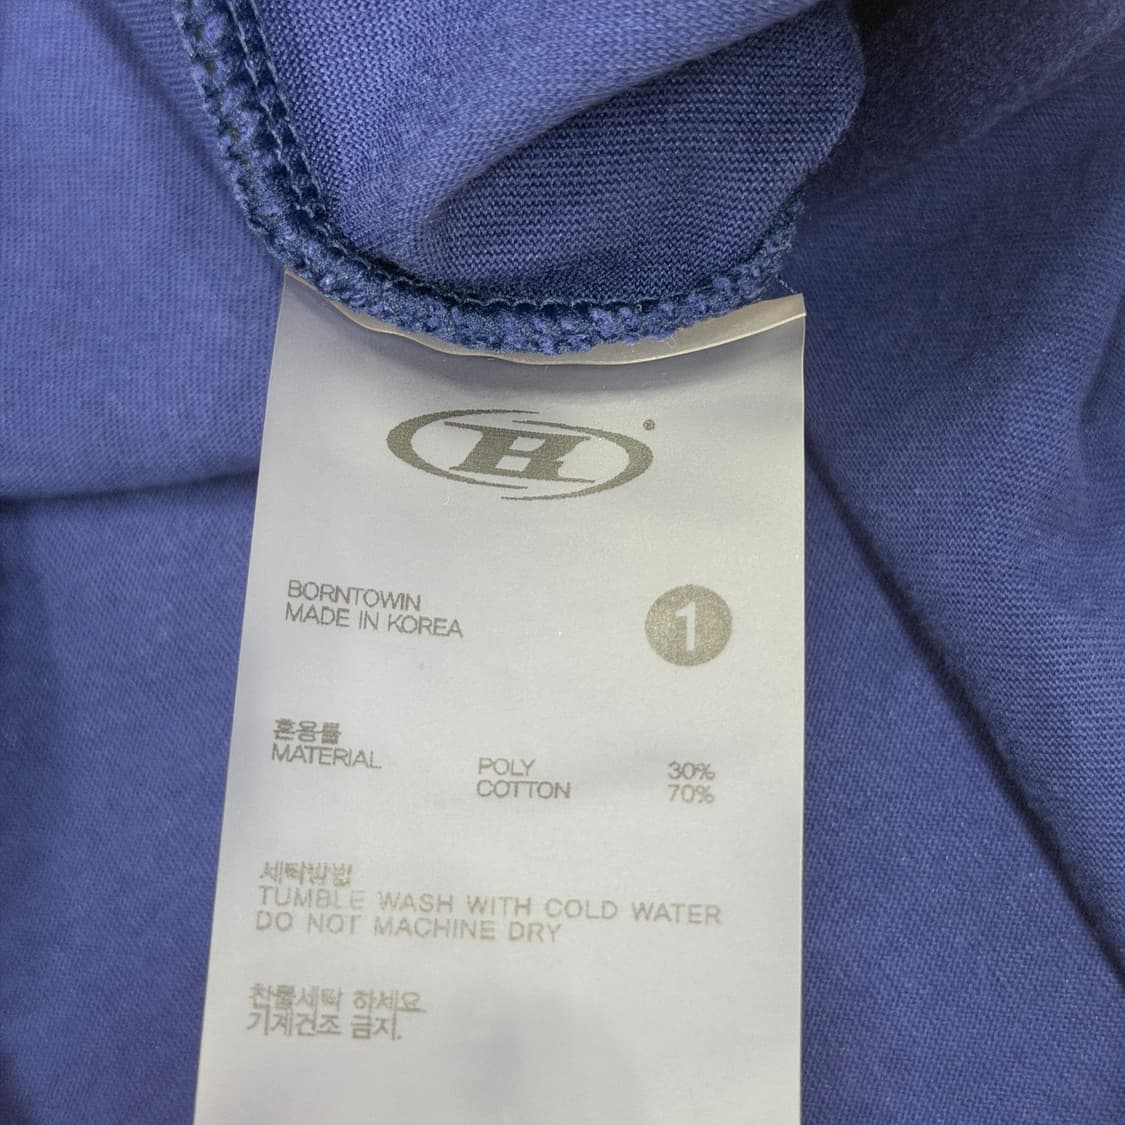 B®
BORNTOWIN
MADE IN KOREA
1
혼용률
MATERIAL
POLY 30%
COTTON 70%
세탁방법
TUMBLE WASH WITH COLD WATER
DO NOT MACHINE DRY
찬물세탁 하세요.
기계건조 금지.